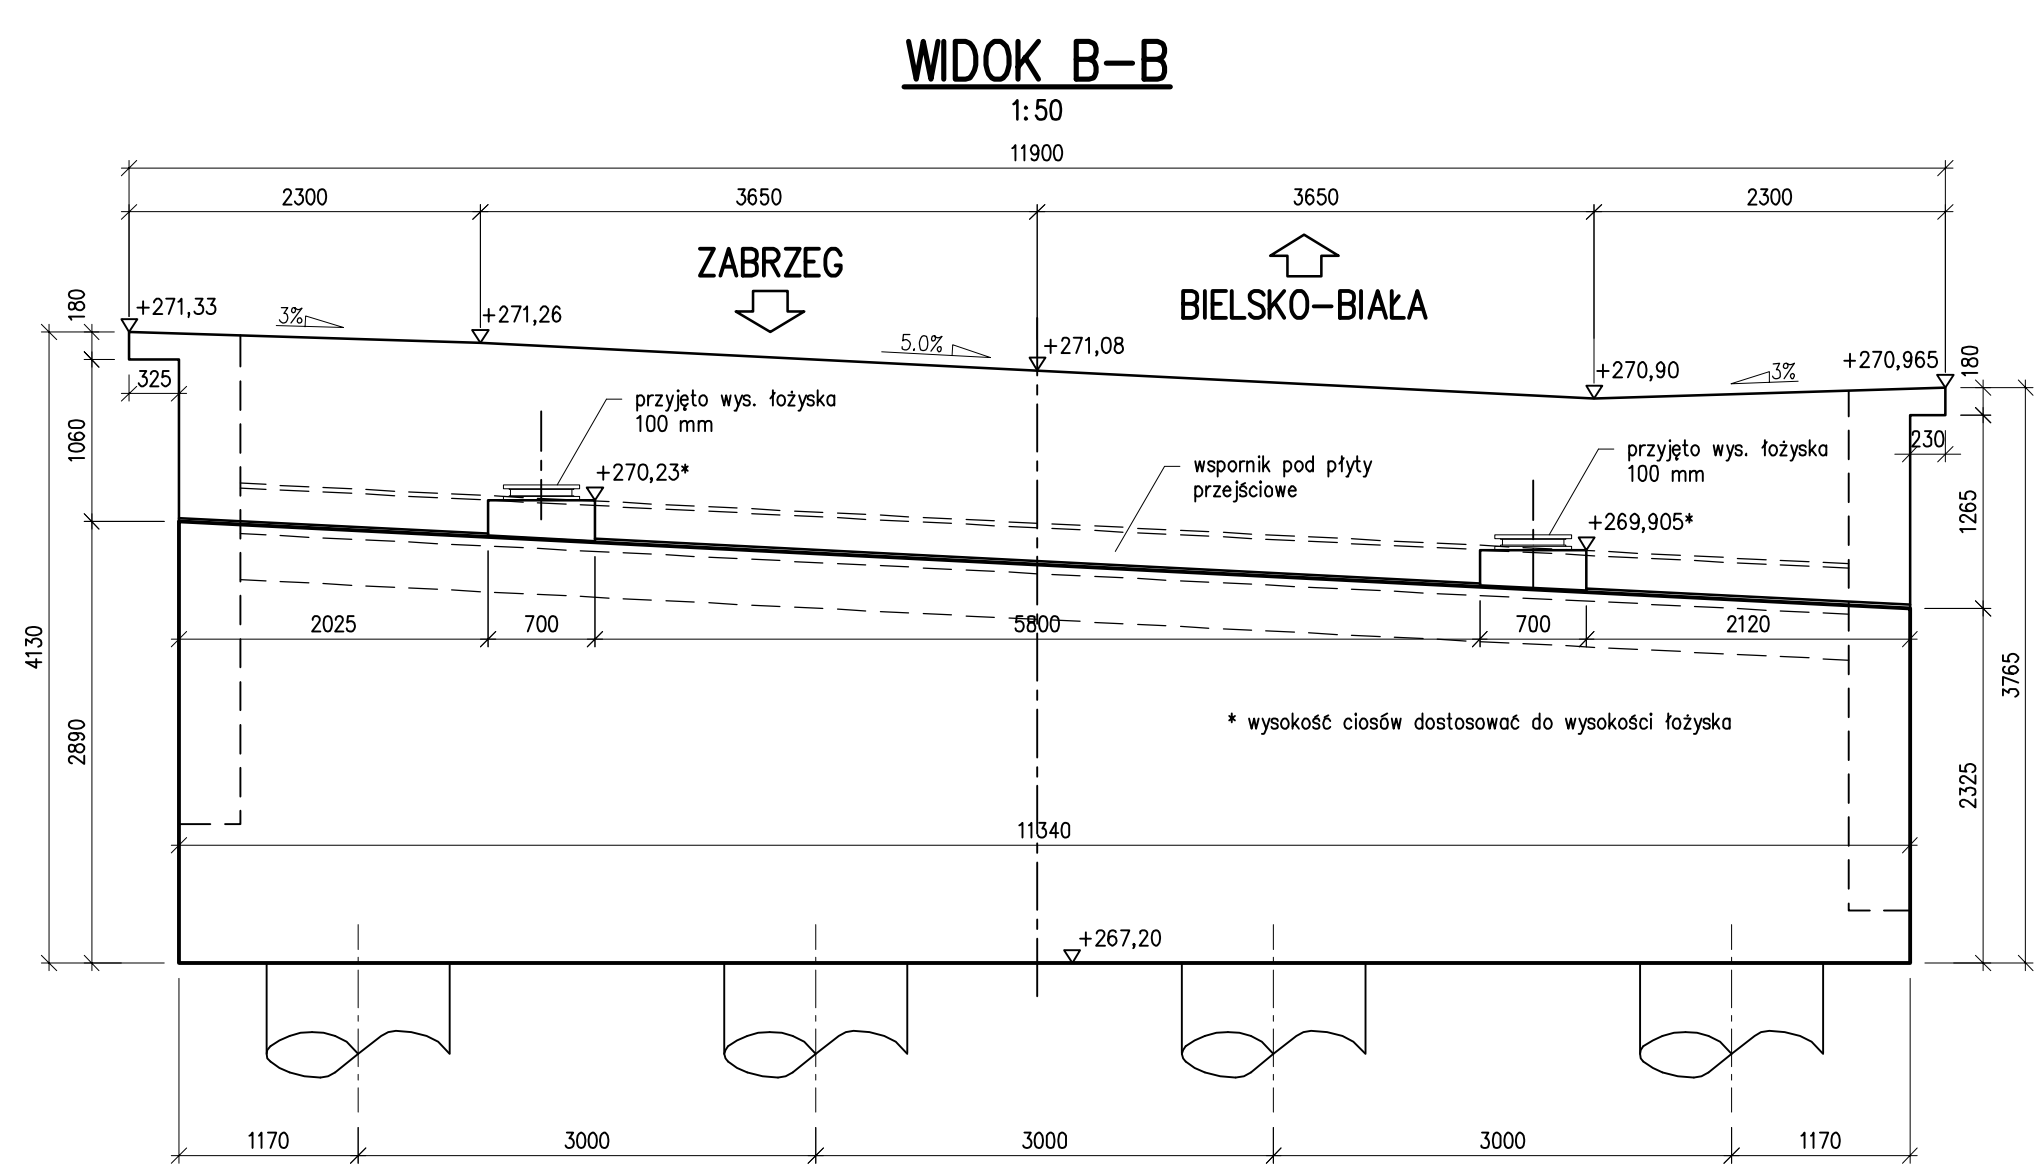 WIDOK B-B
1:50
11900
2300 3650 3650 2300
ZABRZEG
BIELSKO-BIAŁA
180
+271,33
3%
+271,26
5.0%
+271,08
+270,90
3%
+270,965
180
325
przyjęto wys. łożyska
100 mm
1060
+270,23*
wspornik pod płyty
przejściowe
przyjęto wys. łożyska
100 mm
230
1265
+269,905*
2025 700 5800 700 2120
4130
2890
3765
2325
* wysokość ciosów dostosować do wysokości łożyska
11340
+267,20
1170 3000 3000 3000 1170